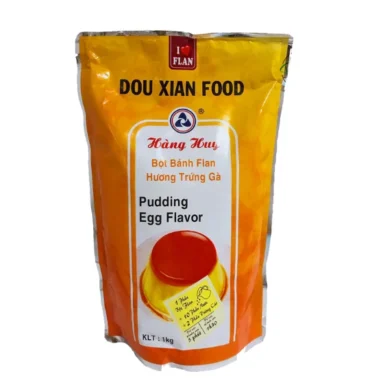 I ♥ FLAN
DOU XIAN FOOD
®
Hằng Huy
Bột Bánh Flan
Hương Trứng Gà
Pudding
Egg Flavor
KLT 1kg